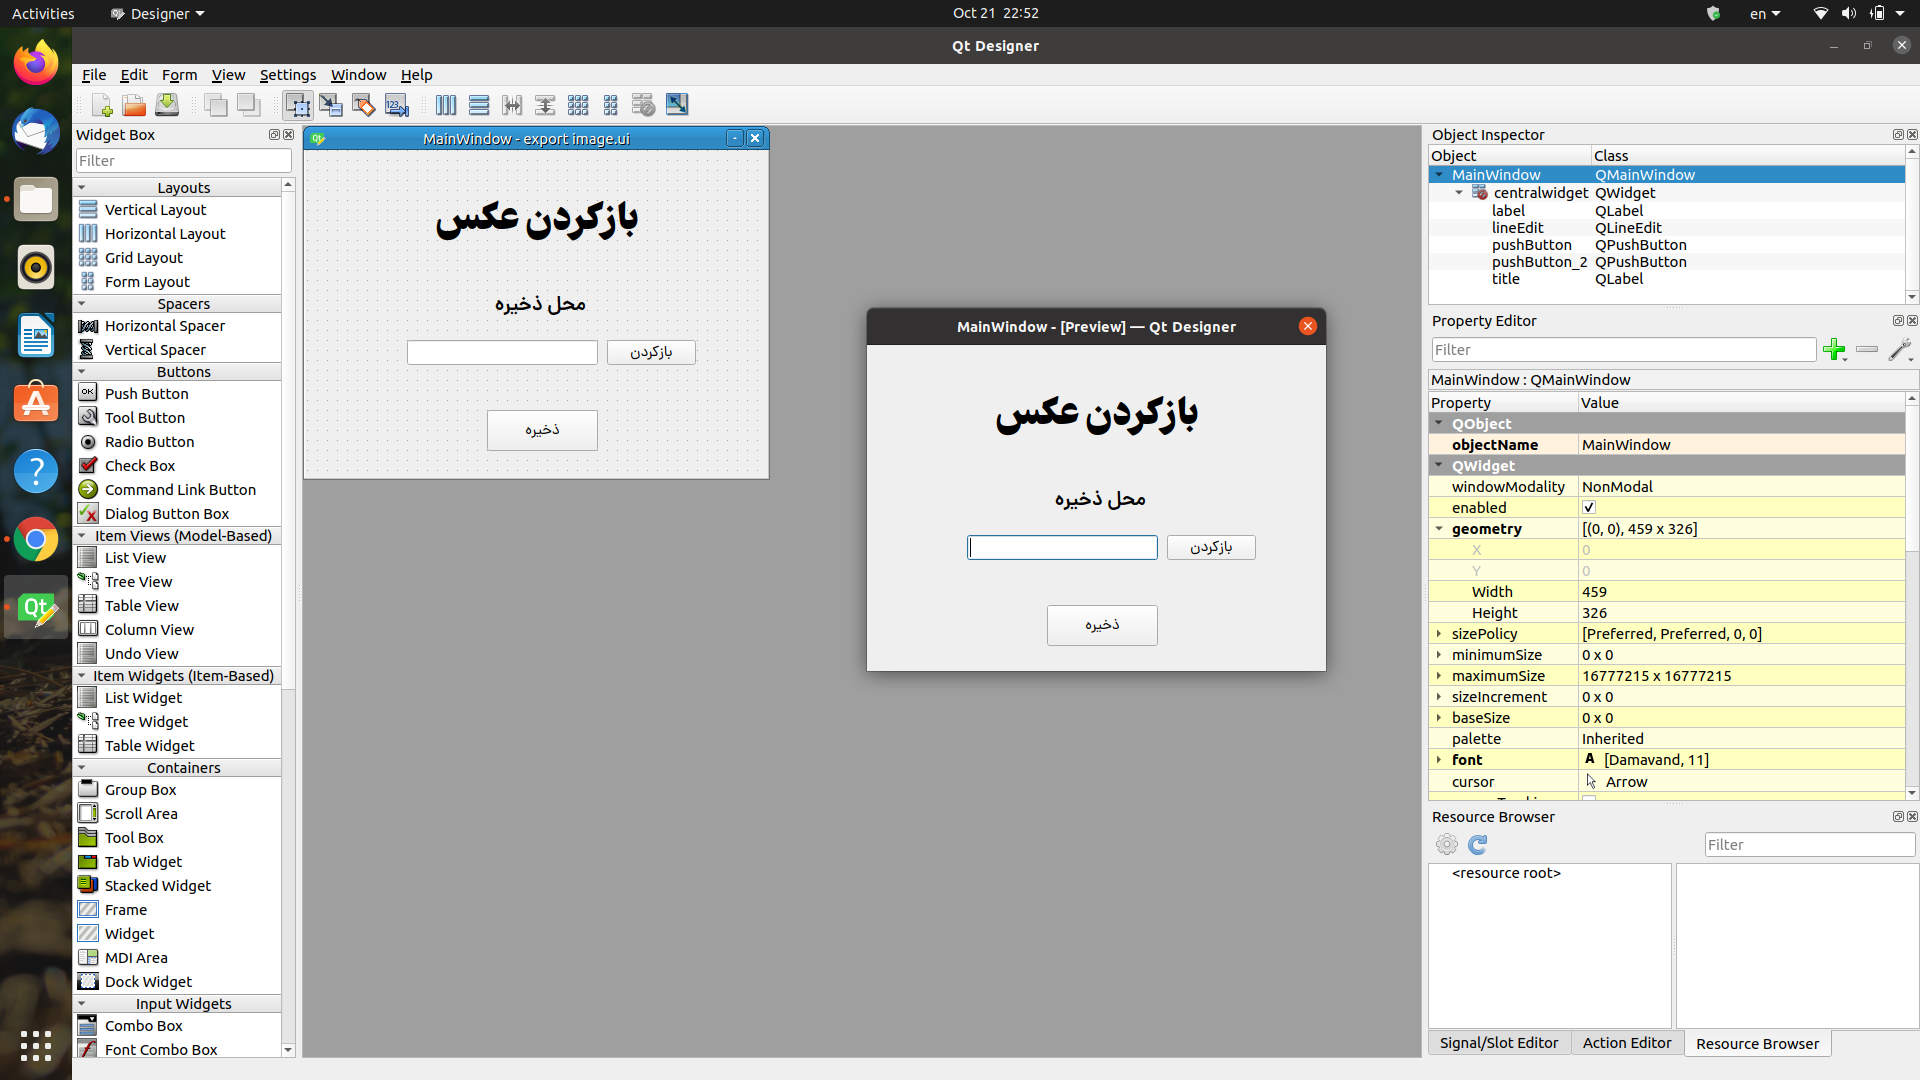 Activities
Designer
Oct 21 22:52
en
Qt Designer
File Edit Form View Settings Window Help
Widget Box
Filter
Layouts
Vertical Layout
Horizontal Layout
Grid Layout
Form Layout
Spacers
Horizontal Spacer
Vertical Spacer
Buttons
Push Button
Tool Button
Radio Button
Check Box
Command Link Button
Dialog Button Box
Item Views (Model-Based)
List View
Tree View
Table View
Column View
Undo View
Item Widgets (Item-Based)
List Widget
Tree Widget
Table Widget
Containers
Group Box
Scroll Area
Tool Box
Tab Widget
Stacked Widget
Frame
Widget
MDI Area
Dock Widget
Input Widgets
Combo Box
Font Combo Box
MainWindow - export image.ui
بازکردن عکس
محل ذخیره
بازکردن
ذخیره
MainWindow - [Preview] — Qt Designer
بازکردن عکس
محل ذخیره
بازکردن
ذخیره
Object Inspector
Object Class
MainWindow QMainWindow
centralwidget QWidget
label QLabel
lineEdit QLineEdit
pushButton QPushButton
pushButton_2 QPushButton
title QLabel
Property Editor
Filter
MainWindow : QMainWindow
Property Value
QObject
objectName MainWindow
QWidget
windowModality NonModal
enabled
geometry [(0, 0), 459 x 326]
X 0
Y 0
Width 459
Height 326
sizePolicy [Preferred, Preferred, 0, 0]
minimumSize 0 x 0
maximumSize 16777215 x 16777215
sizeIncrement 0 x 0
baseSize 0 x 0
palette Inherited
font A [Damavand, 11]
cursor Arrow
Resource Browser
Filter
<resource root>
Signal/Slot Editor Action Editor Resource Browser